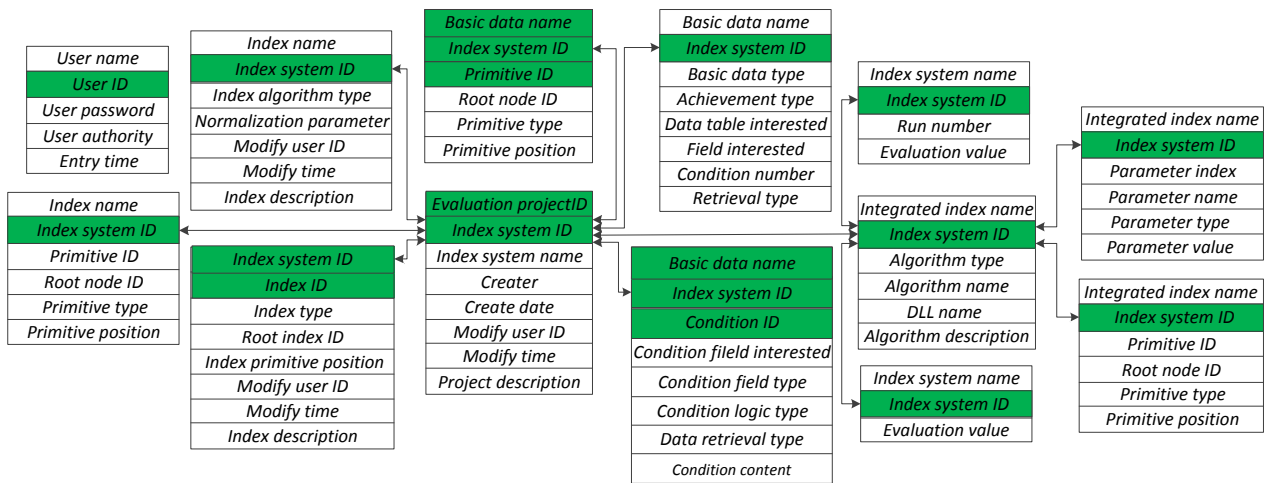 User name
User ID
User password
User authority
Entry time
Index name
Index system ID
Index algorithm type
Normalization parameter
Modify user ID
Modify time
Index description
Basic data name
Index system ID
Primitive ID
Root node ID
Primitive type
Primitive position
Basic data name
Index system ID
Basic data type
Achievement type
Data table interested
Field interested
Condition number
Retrieval type
Index system name
Index system ID
Run number
Evaluation value
Integrated index name
Index system ID
Parameter index
Parameter name
Parameter type
Parameter value
Index name
Index system ID
Primitive ID
Root node ID
Primitive type
Primitive position
Index system ID
Index ID
Index type
Root index ID
Index primitive position
Modify user ID
Modify time
Index description
Evaluation projectID
Index system ID
Index system name
Creater
Create date
Modify user ID
Modify time
Project description
Basic data name
Index system ID
Condition ID
Condition fileld interested
Condition field type
Condition logic type
Data retrieval type
Condition content
Integrated index name
Index system ID
Algorithm type
Algorithm name
DLL name
Algorithm description
Index system name
Index system ID
Evaluation value
Integrated index name
Index system ID
Primitive ID
Root node ID
Primitive type
Primitive position